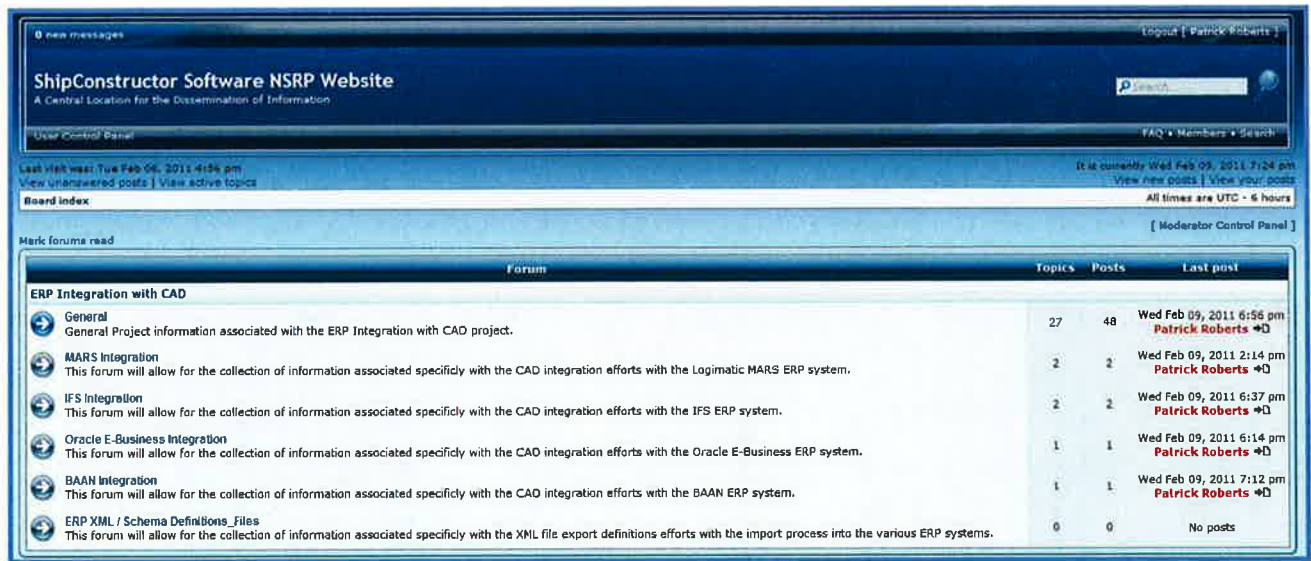 0 new messages
Logout [ Patrick Roberts ]
ShipConstructor Software NSRP Website
A Central Location for the Dissemination of Information
Search...
User Control Panel
FAQ • Members • Search
Last visit was: Tue Feb 08, 2011 4:56 pm
It is currently Wed Feb 09, 2011 7:24 pm
View unanswered posts | View active topics
View new posts | View your posts
Board index
All times are UTC - 6 hours
[ Moderator Control Panel ]
Mark forums read
Forum Topics Posts Last post
ERP Integration with CAD
General
General Project information associated with the ERP Integration with CAD project.
27 48 Wed Feb 09, 2011 6:56 pm
Patrick Roberts
MARS Integration
This forum will allow for the collection of information associated specificly with the CAD integration efforts with the Logimatic MARS ERP system.
2 2 Wed Feb 09, 2011 2:14 pm
Patrick Roberts
IFS Integration
This forum will allow for the collection of information associated specificly with the CAD integration efforts with the IFS ERP system.
2 2 Wed Feb 09, 2011 6:37 pm
Patrick Roberts
Oracle E-Business Integration
This forum will allow for the collection of information associated specificly with the CAD integration efforts with the Oracle E-Business ERP system.
1 1 Wed Feb 09, 2011 6:14 pm
Patrick Roberts
BAAN Integration
This forum will allow for the collection of information associated specificly with the CAD integration efforts with the BAAN ERP system.
1 1 Wed Feb 09, 2011 7:12 pm
Patrick Roberts
ERP XML / Schema Definitions_Files
This forum will allow for the collection of information associated specificly with the XML file export definitions efforts with the import process into the various ERP systems.
0 0 No posts